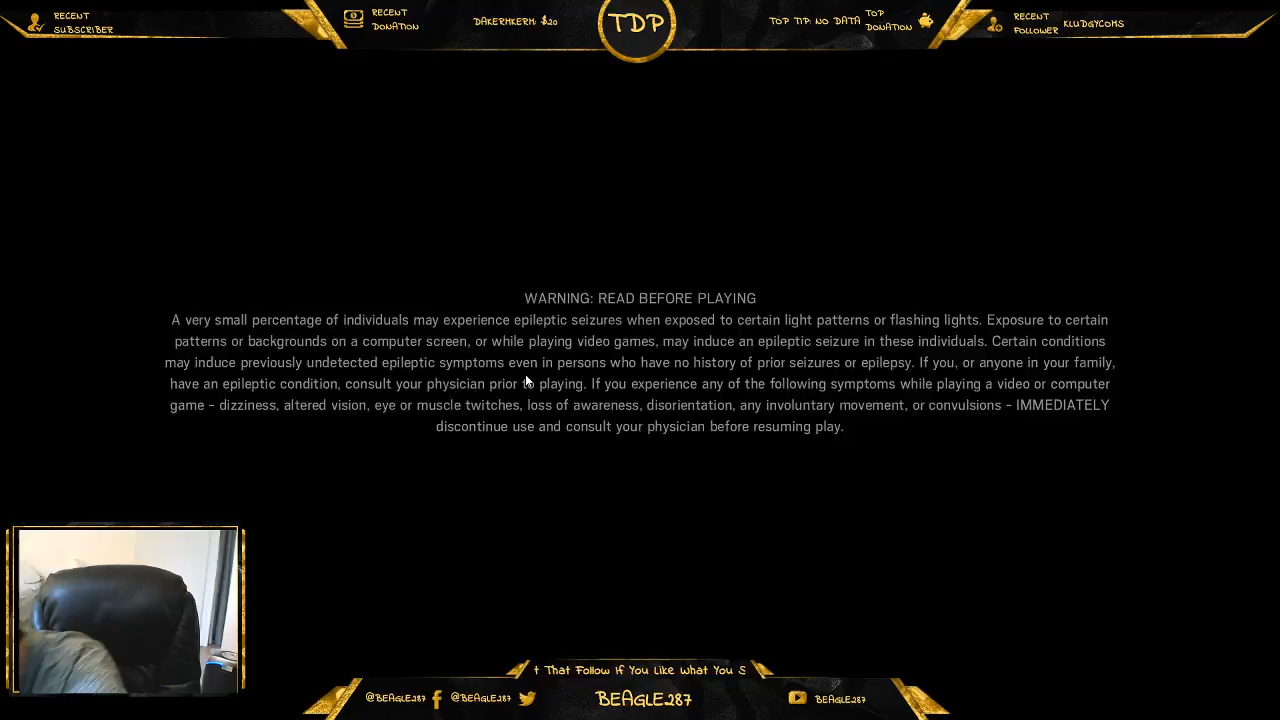 RECENT
SUBSCRIBER
RECENT
DONATION
DAKERMKERM: $20
TDP
TOP TIP: NO DATA
TOP
DONATION
RECENT
FOLLOWER
KLUDGYCOMS
WARNING: READ BEFORE PLAYING
A very small percentage of individuals may experience epileptic seizures when exposed to certain light patterns or flashing lights. Exposure to certain
patterns or backgrounds on a computer screen, or while playing video games, may induce an epileptic seizure in these individuals. Certain conditions
may induce previously undetected epileptic symptoms even in persons who have no history of prior seizures or epilepsy. If you, or anyone in your family,
have an epileptic condition, consult your physician prior to playing. If you experience any of the following symptoms while playing a video or computer
game – dizziness, altered vision, eye or muscle twitches, loss of awareness, disorientation, any involuntary movement, or convulsions – IMMEDIATELY
discontinue use and consult your physician before resuming play.
t That Follow If You Like What You S
@BEAGLE287
@BEAGLE287
BEAGLE287
BEAGLE287